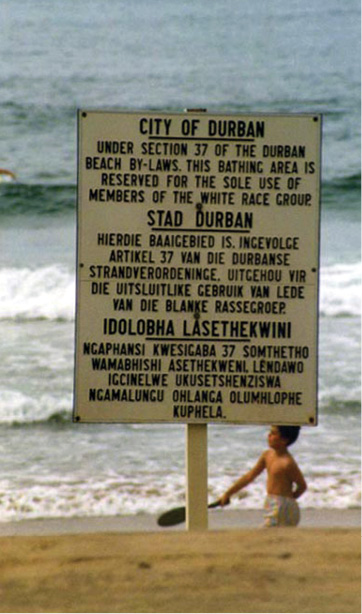 CITY OF DURBAN
UNDER SECTION 37 OF THE DURBAN
BEACH BY-LAWS. THIS BATHING AREA IS
RESERVED FOR THE SOLE USE OF
MEMBERS OF THE WHITE RACE GROUP.
STAD DURBAN
HIERDIE BAAIGEBIED IS, INGEVOLGE
ARTIKEL 37 VAN DIE DURBANSE
STRANDVERORDENINGE, UITGEHOU VIR
DIE UITSLUITLIKE GEBRUIK VAN LEDE
VAN DIE BLANKE RASSEGROEP.
IDOLOBHA LASETHEKWINI
NGAPHANSI KWESIGABA 37 SOMTHETHO
WAMABHISHI ASETHEKWENI, LENDAWO
IGCINELWE UKUSETSHENZISWA
NGAMALUNGU OHLANGA OLUMHLOPHE
KUPHELA.